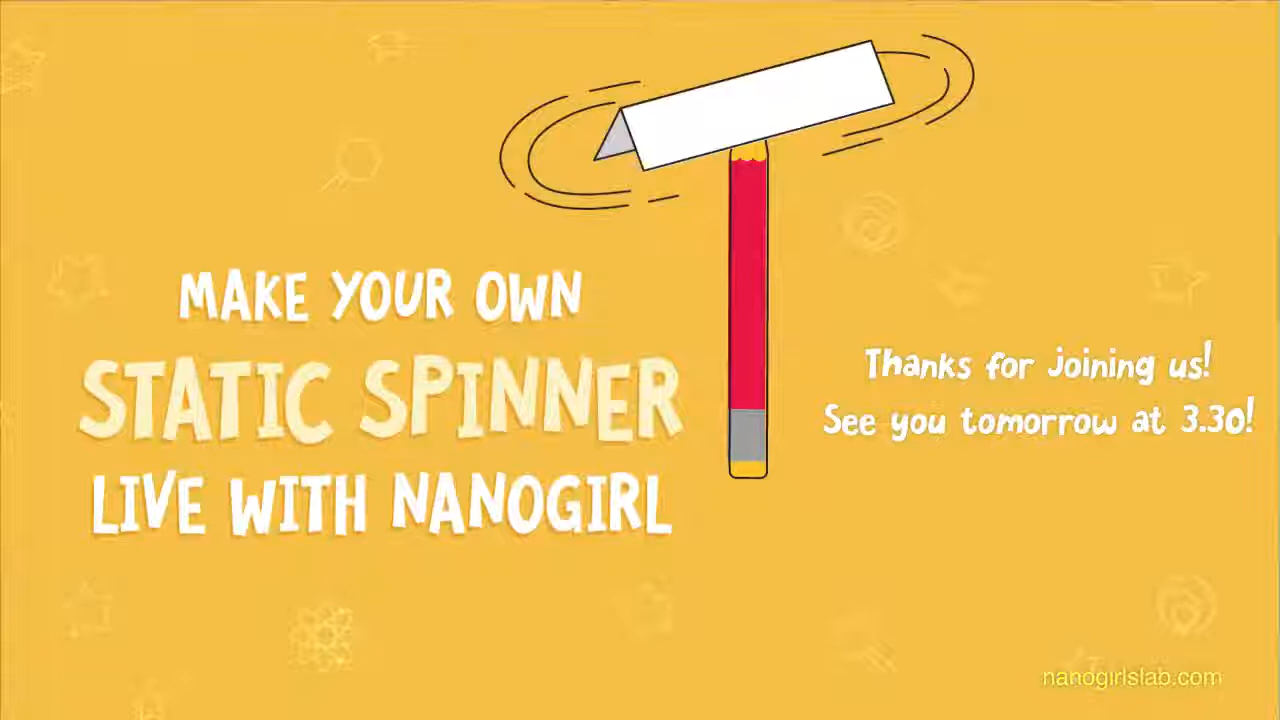 MAKE YOUR OWN
STATIC SPINNER
LIVE WITH NANOGIRL
Thanks for joining us!
See you tomorrow at 3.30!
nanogirlslab.com